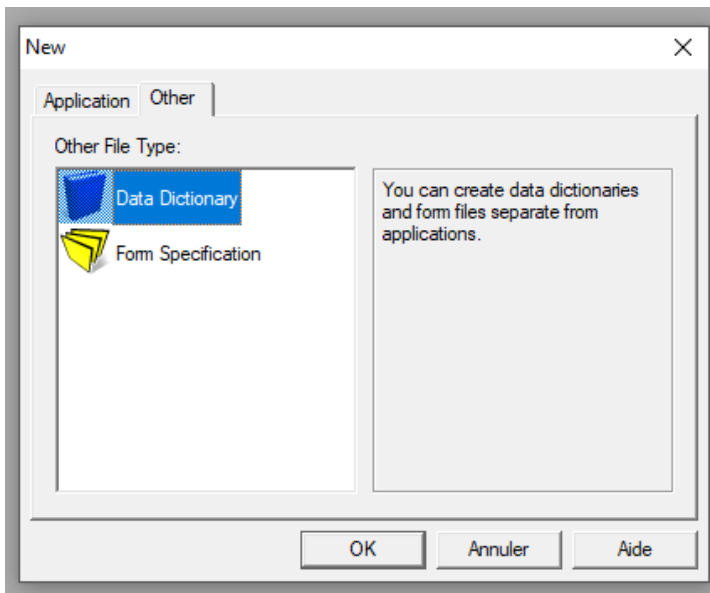 New
Application Other
Other File Type:
Data Dictionary
Form Specification
You can create data dictionaries
and form files separate from
applications.
OK Annuler Aide